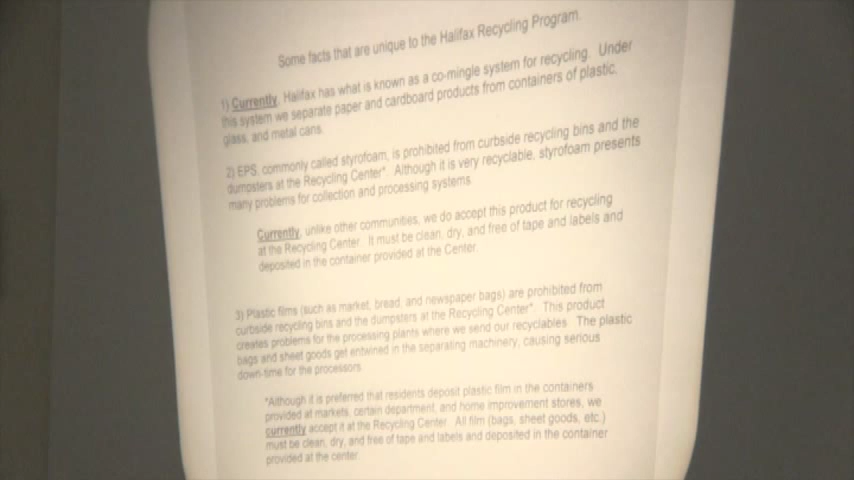 Some facts that are unique to the Halifax Recycling Program.
1) Currently, Halifax has what is known as a co-mingle system for recycling. Under
this system we separate paper and cardboard products from containers of plastic,
glass, and metal cans.
2) EPS, commonly called styrofoam, is prohibited from curbside recycling bins and the
dumpsters at the Recycling Center*. Although it is very recyclable, styrofoam presents
many problems for collection and processing systems.
Currently, unlike other communities, we do accept this product for recycling
at the Recycling Center. It must be clean, dry, and free of tape and labels and
deposited in the container provided at the Center.
3) Plastic films (such as market, bread, and newspaper bags) are prohibited from
curbside recycling bins and the dumpsters at the Recycling Center*. This product
creates problems for the processing plants where we send our recyclables. The plastic
bags and sheet goods get entwined in the separating machinery, causing serious
down-time for the processors.
*Although it is preferred that residents deposit plastic film in the containers
provided at markets, certain department, and home improvement stores, we
currently accept it at the Recycling Center. All film (bags, sheet goods, etc.)
must be clean, dry, and free of tape and labels and deposited in the container
provided at the center.